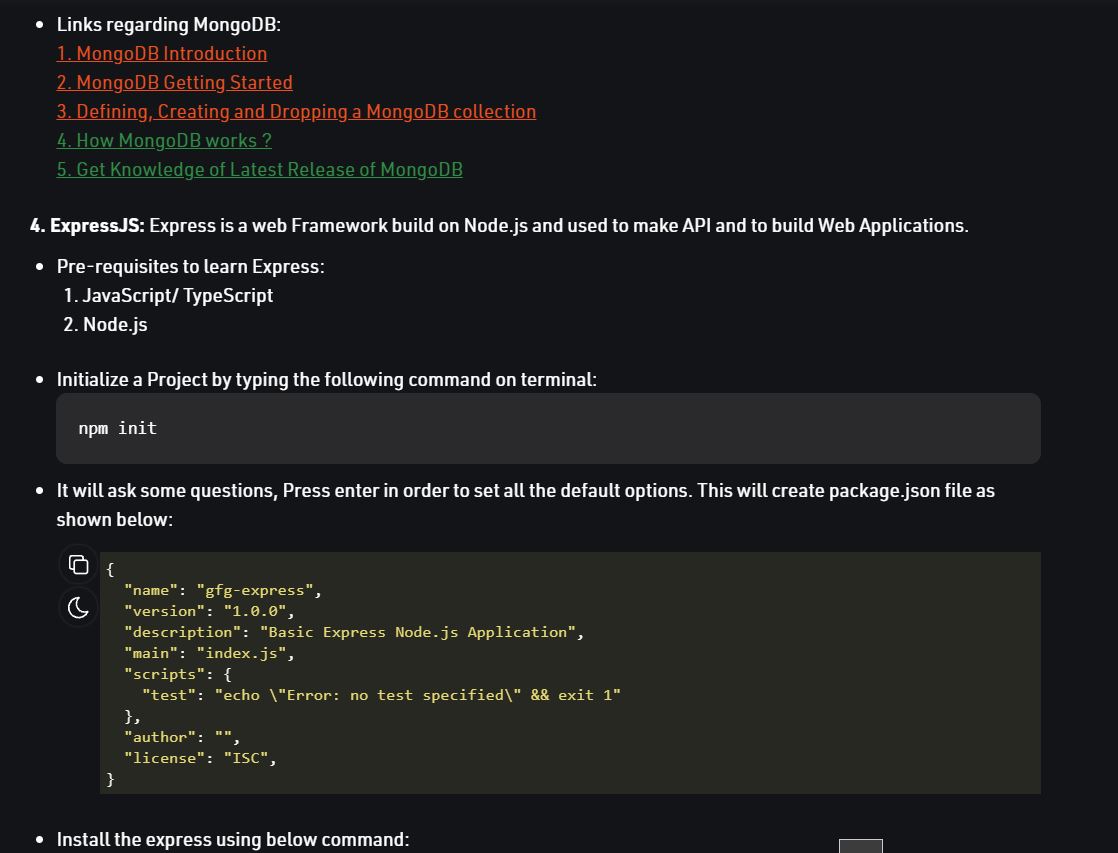 • Links regarding MongoDB:
1. MongoDB Introduction
2. MongoDB Getting Started
3. Defining, Creating and Dropping a MongoDB collection
4. How MongoDB works ?
5. Get Knowledge of Latest Release of MongoDB
4. ExpressJS: Express is a web Framework build on Node.js and used to make API and to build Web Applications.
• Pre-requisites to learn Express:
1. JavaScript/ TypeScript
2. Node.js
• Initialize a Project by typing the following command on terminal:
npm init
• It will ask some questions, Press enter in order to set all the default options. This will create package.json file as
shown below:
{
  "name": "gfg-express",
  "version": "1.0.0",
  "description": "Basic Express Node.js Application",
  "main": "index.js",
  "scripts": {
    "test": "echo \"Error: no test specified\" && exit 1"
  },
  "author": "",
  "license": "ISC",
}
• Install the express using below command: